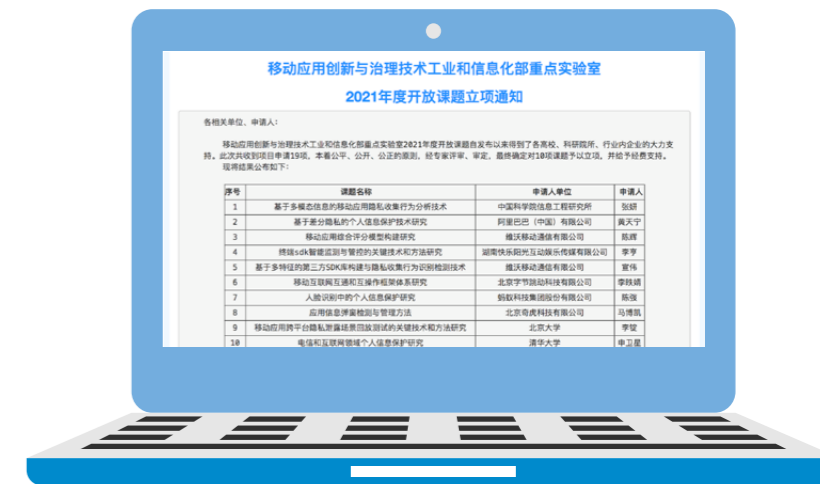 移动应用创新与治理技术工业和信息化部重点实验室
2021年度开放课题立项通知
各相关单位、申请人：
移动应用创新与治理技术工业和信息化部重点实验室2021年度开放课题自发布以来得到了各高校、科研院所、行业内企业的大力支
持。此次共收到项目申请19项，本着公平、公开、公正的原则，经专家评审、审定，最终确定对10项课题予以立项，并给予经费支持。
现将结果公布如下：
序号 课题名称 申请人单位 申请人
1 基于多模态信息的移动应用隐私收集行为分析技术 中国科学院信息工程研究所 张妍
2 基于差分隐私的个人信息保护技术研究 阿里巴巴（中国）有限公司 黄天宁
3 移动应用综合评分模型构建研究 维沃移动通信有限公司 陈辉
4 终端sdk智能监测与管控的关键技术和方法研究 湖南快乐阳光互动娱乐传媒有限公司 李亨
5 基于多特征的第三方SDK库构建与隐私收集行为识别检测技术 维沃移动通信有限公司 宣伟
6 移动互联网互通和互操作框架体系研究 北京字节跳动科技有限公司 李映婧
7 人脸识别中的个人信息保护研究 蚂蚁科技集团股份有限公司 陈强
8 应用信息弹窗检测与管理方法 北京奇虎科技有限公司 马博凯
9 移动应用跨平台隐私泄露场景回放测试的关键技术和方法研究 北京大学 李锭
10 电信和互联网领域个人信息保护研究 清华大学 申卫星